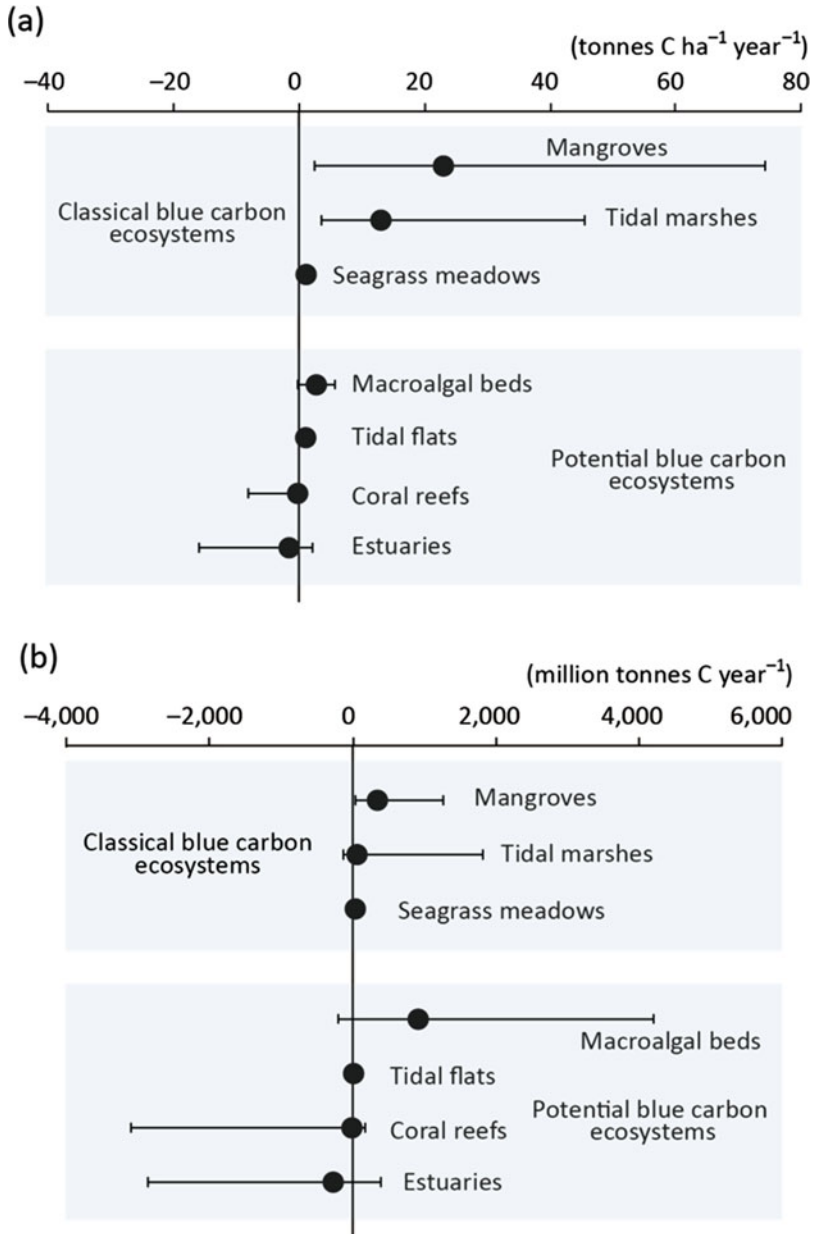 (a)
(tonnes C ha⁻¹ year⁻¹)
−40 −20 0 20 40 60 80
Mangroves
Classical blue carbon
ecosystems
Tidal marshes
Seagrass meadows
Macroalgal beds
Tidal flats
Potential blue carbon
ecosystems
Coral reefs
Estuaries
(b)
(million tonnes C year⁻¹)
−4,000 −2,000 0 2,000 4,000 6,000
Mangroves
Classical blue carbon
ecosystems
Tidal marshes
Seagrass meadows
Macroalgal beds
Tidal flats
Potential blue carbon
ecosystems
Coral reefs
Estuaries